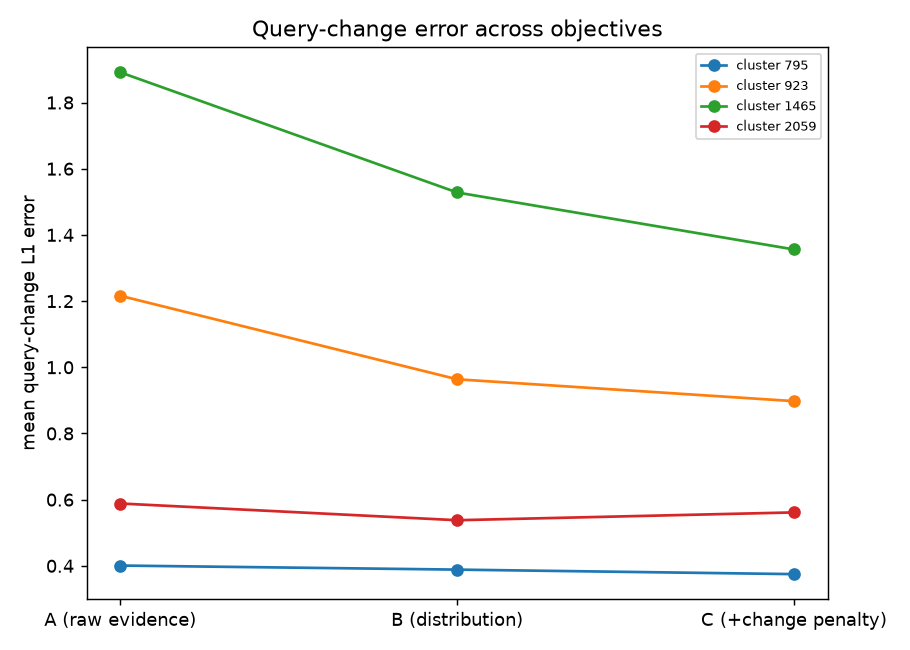 Query-change error across objectives
cluster 795
cluster 923
cluster 1465
cluster 2059
mean query-change L1 error
1.8
1.6
1.4
1.2
1.0
0.8
0.6
0.4
A (raw evidence)
B (distribution)
C (+change penalty)